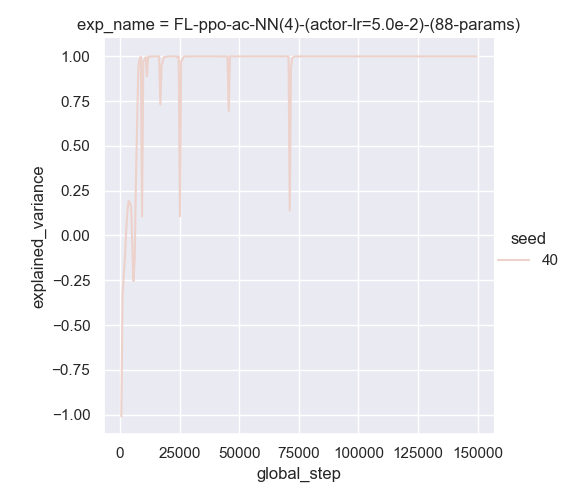 exp_name = FL-ppo-ac-NN(4)-(actor-lr=5.0e-2)-(88-params)
1.00
0.75
0.50
0.25
0.00
−0.25
−0.50
−0.75
−1.00
explained_variance
0 25000 50000 75000 100000 125000 150000
global_step
seed
40